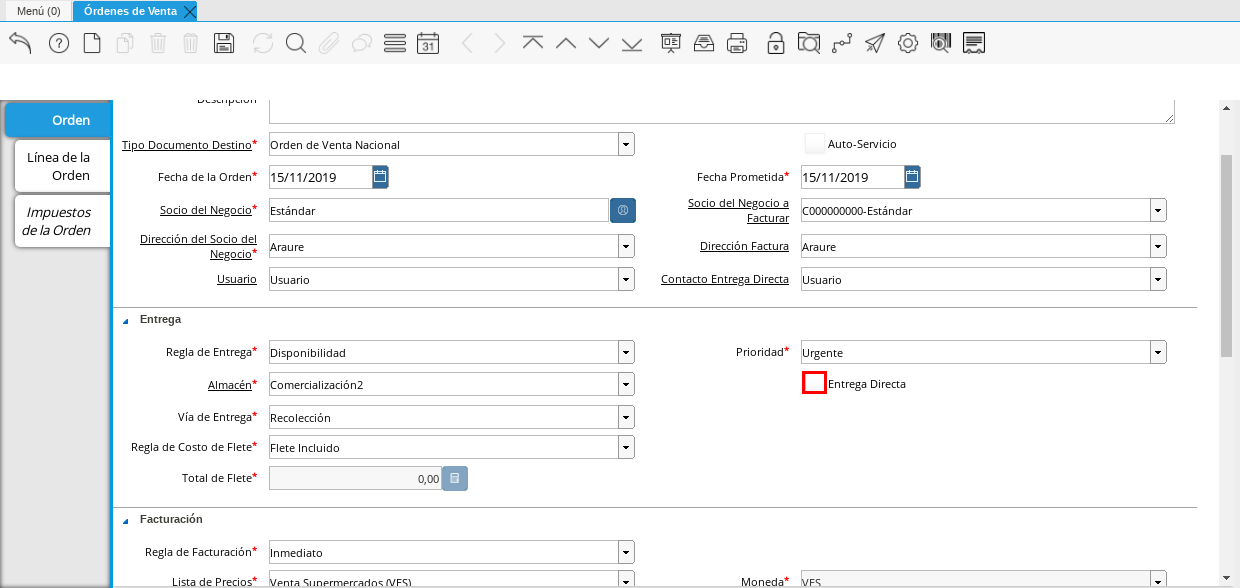 Menú (0)
Órdenes de Venta
31
Orden
Línea de la
Orden
Impuestos
de la Orden
Descripción
Tipo Documento Destino* Orden de Venta Nacional
Auto-Servicio
Fecha de la Orden* 15/11/2019
Fecha Prometida* 15/11/2019
Socio del Negocio* Estándar
Socio del Negocio a
Facturar
C000000000-Estándar
Dirección del Socio del
Negocio*
Araure
Dirección Factura Araure
Usuario Usuario
Contacto Entrega Directa Usuario
Entrega
Regla de Entrega* Disponibilidad
Prioridad* Urgente
Almacén* Comercialización2
Entrega Directa
Vía de Entrega* Recolección
Regla de Costo de Flete* Flete Incluido
Total de Flete* 0,00
Facturación
Regla de Facturación* Inmediato
Lista de Precios* Venta Supermercados (VES)
Moneda* VES